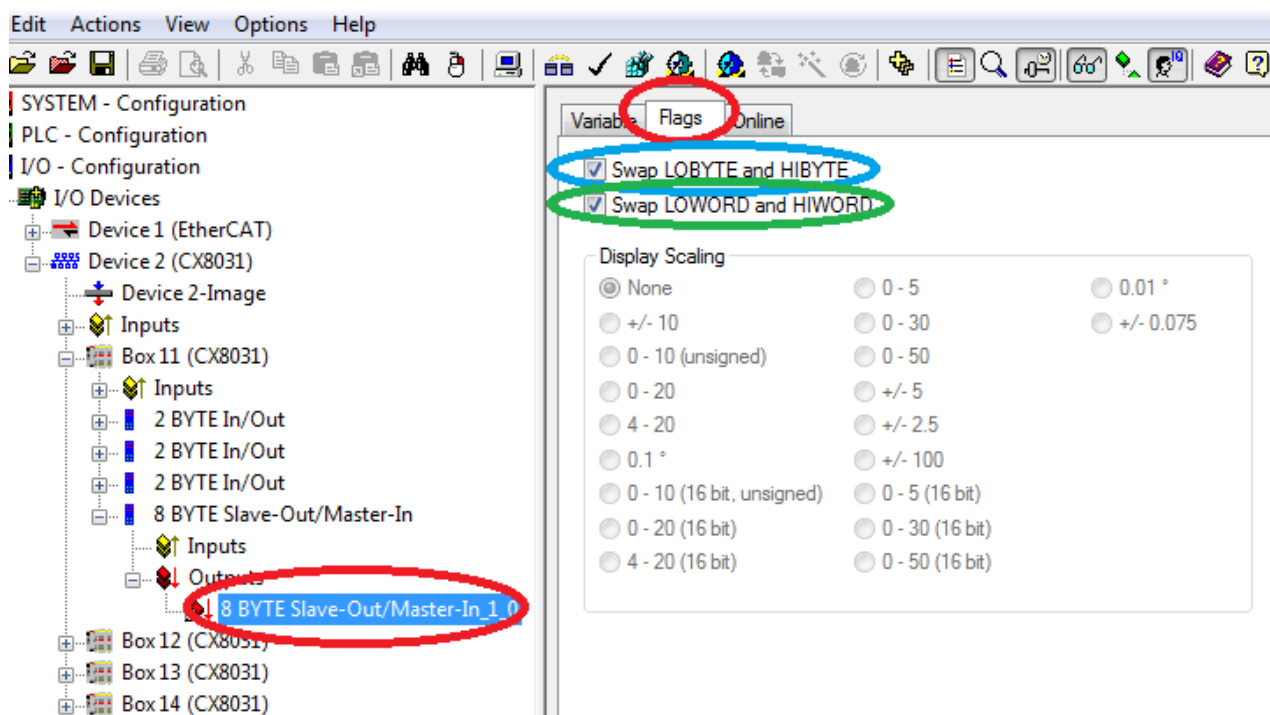 Edit Actions View Options Help
SYSTEM - Configuration
PLC - Configuration
I/O - Configuration
I/O Devices
Device 1 (EtherCAT)
Device 2 (CX8031)
Device 2-Image
Inputs
Box 11 (CX8031)
Inputs
2 BYTE In/Out
2 BYTE In/Out
2 BYTE In/Out
8 BYTE Slave-Out/Master-In
Inputs
Outputs
8 BYTE Slave-Out/Master-In_1_0
Box 12 (CX8031)
Box 13 (CX8031)
Box 14 (CX8031)
Variable Flags Online
Swap LOBYTE and HIBYTE
Swap LOWORD and HIWORD
Display Scaling
None 0 - 5 0.01 °
+/- 10 0 - 30 +/- 0.075
0 - 10 (unsigned) 0 - 50
0 - 20 +/- 5
4 - 20 +/- 2.5
0.1 ° +/- 100
0 - 10 (16 bit, unsigned) 0 - 5 (16 bit)
0 - 20 (16 bit) 0 - 30 (16 bit)
4 - 20 (16 bit) 0 - 50 (16 bit)